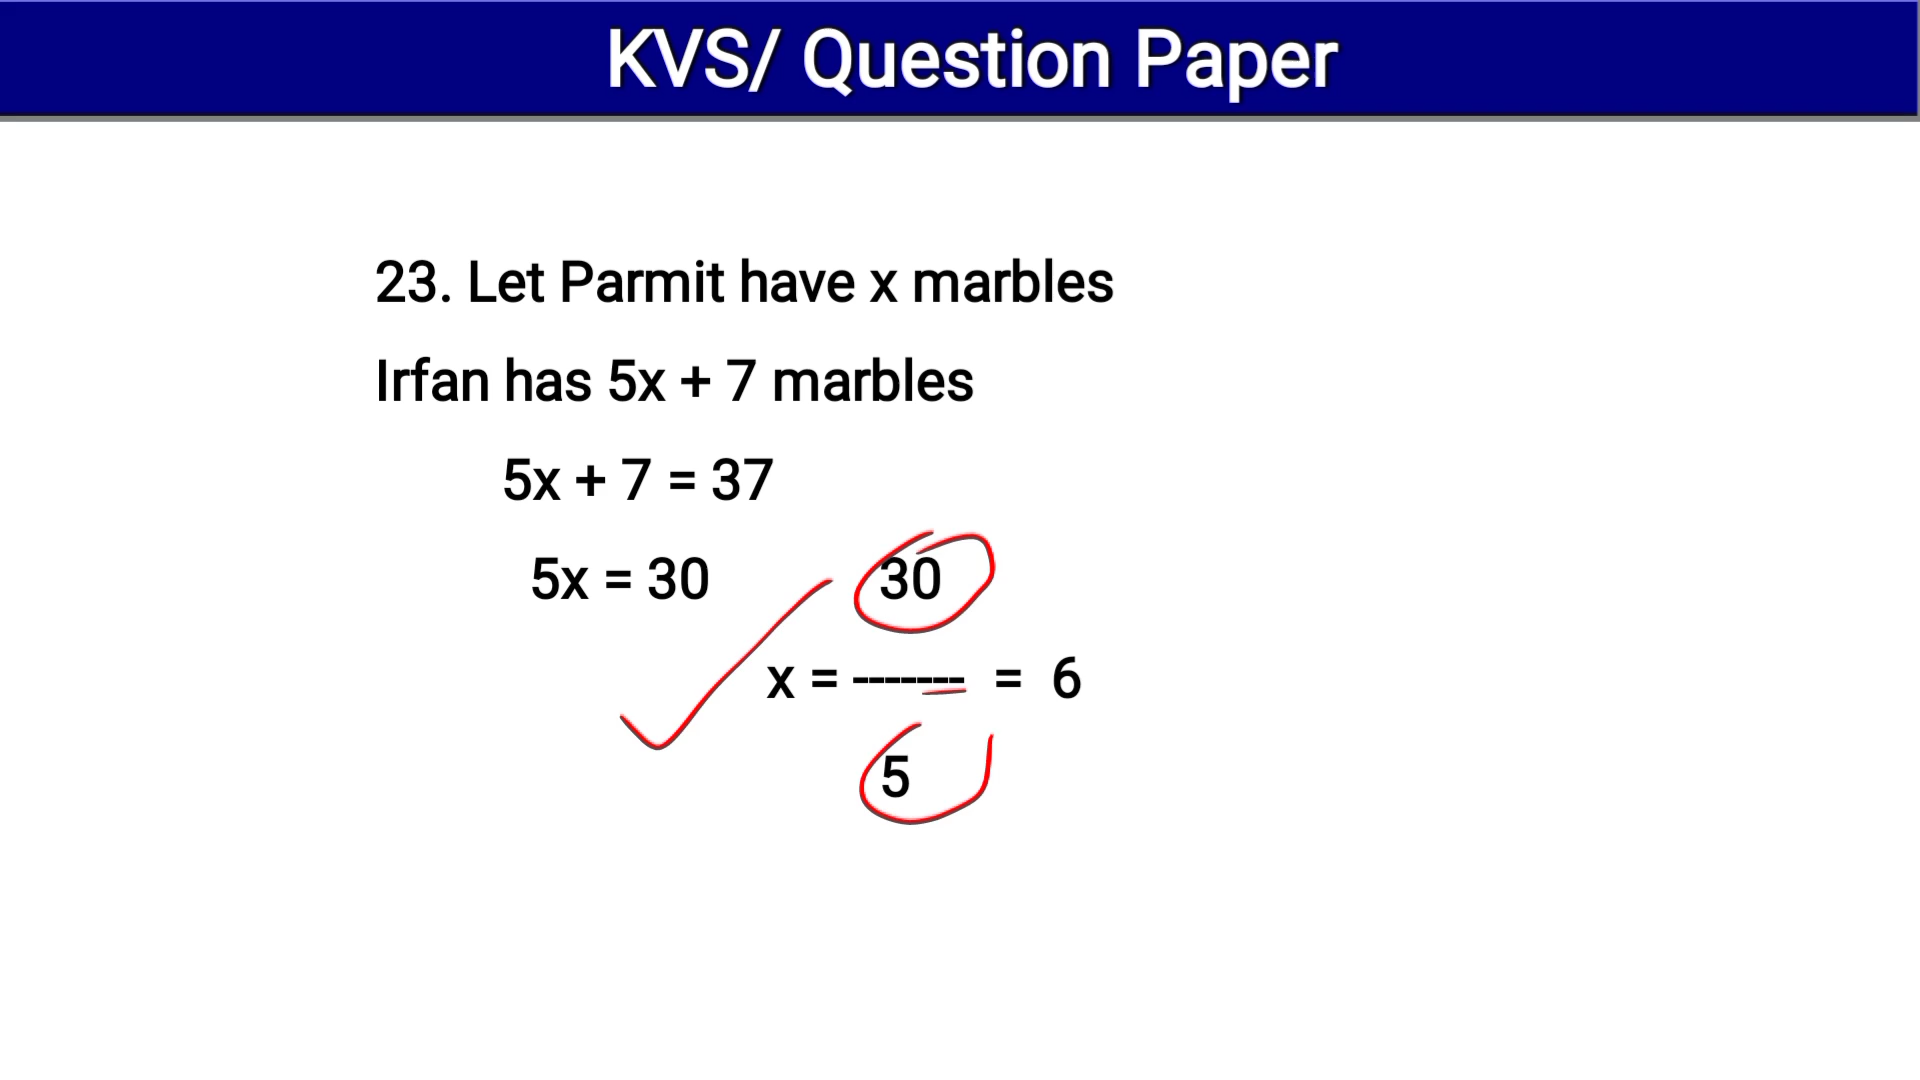 KVS/ Question Paper
23. Let Parmit have x marbles
Irfan has 5x + 7 marbles
5x + 7 = 37
5x = 30 30
x = ------- = 6
5